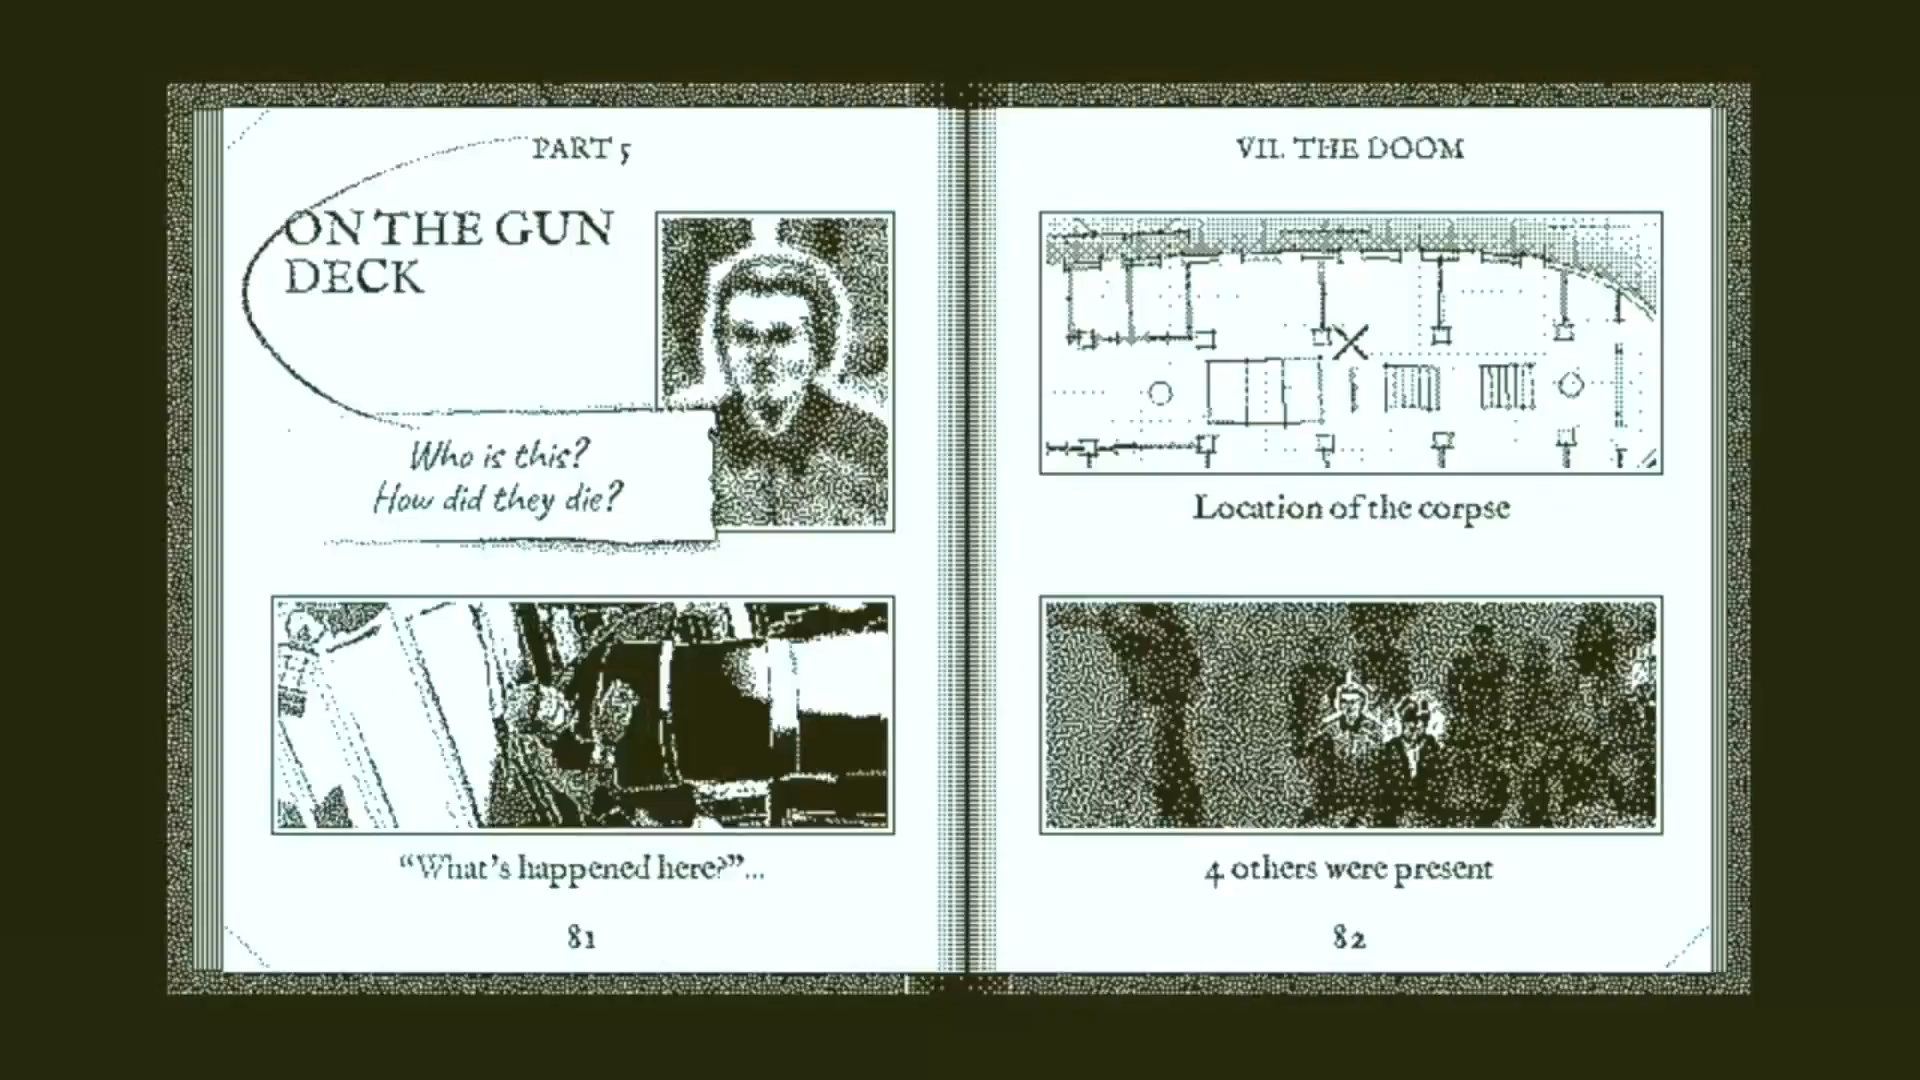 PART 5
ON THE GUN
DECK
Who is this?
How did they die?
“What’s happened here?”...
81
VII. THE DOOM
Location of the corpse
4 others were present
82